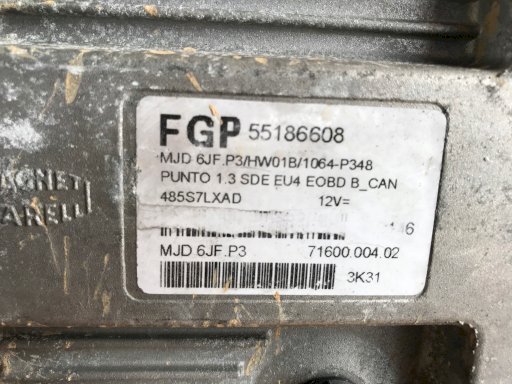 FGP 55186608
MJD 6JF.P3/HW01B/1064-P348
PUNTO 1.3 SDE EU4 EOBD B_CAN
485S7LXAD 12V=
MJD 6JF.P3 71600.004.02
3K31